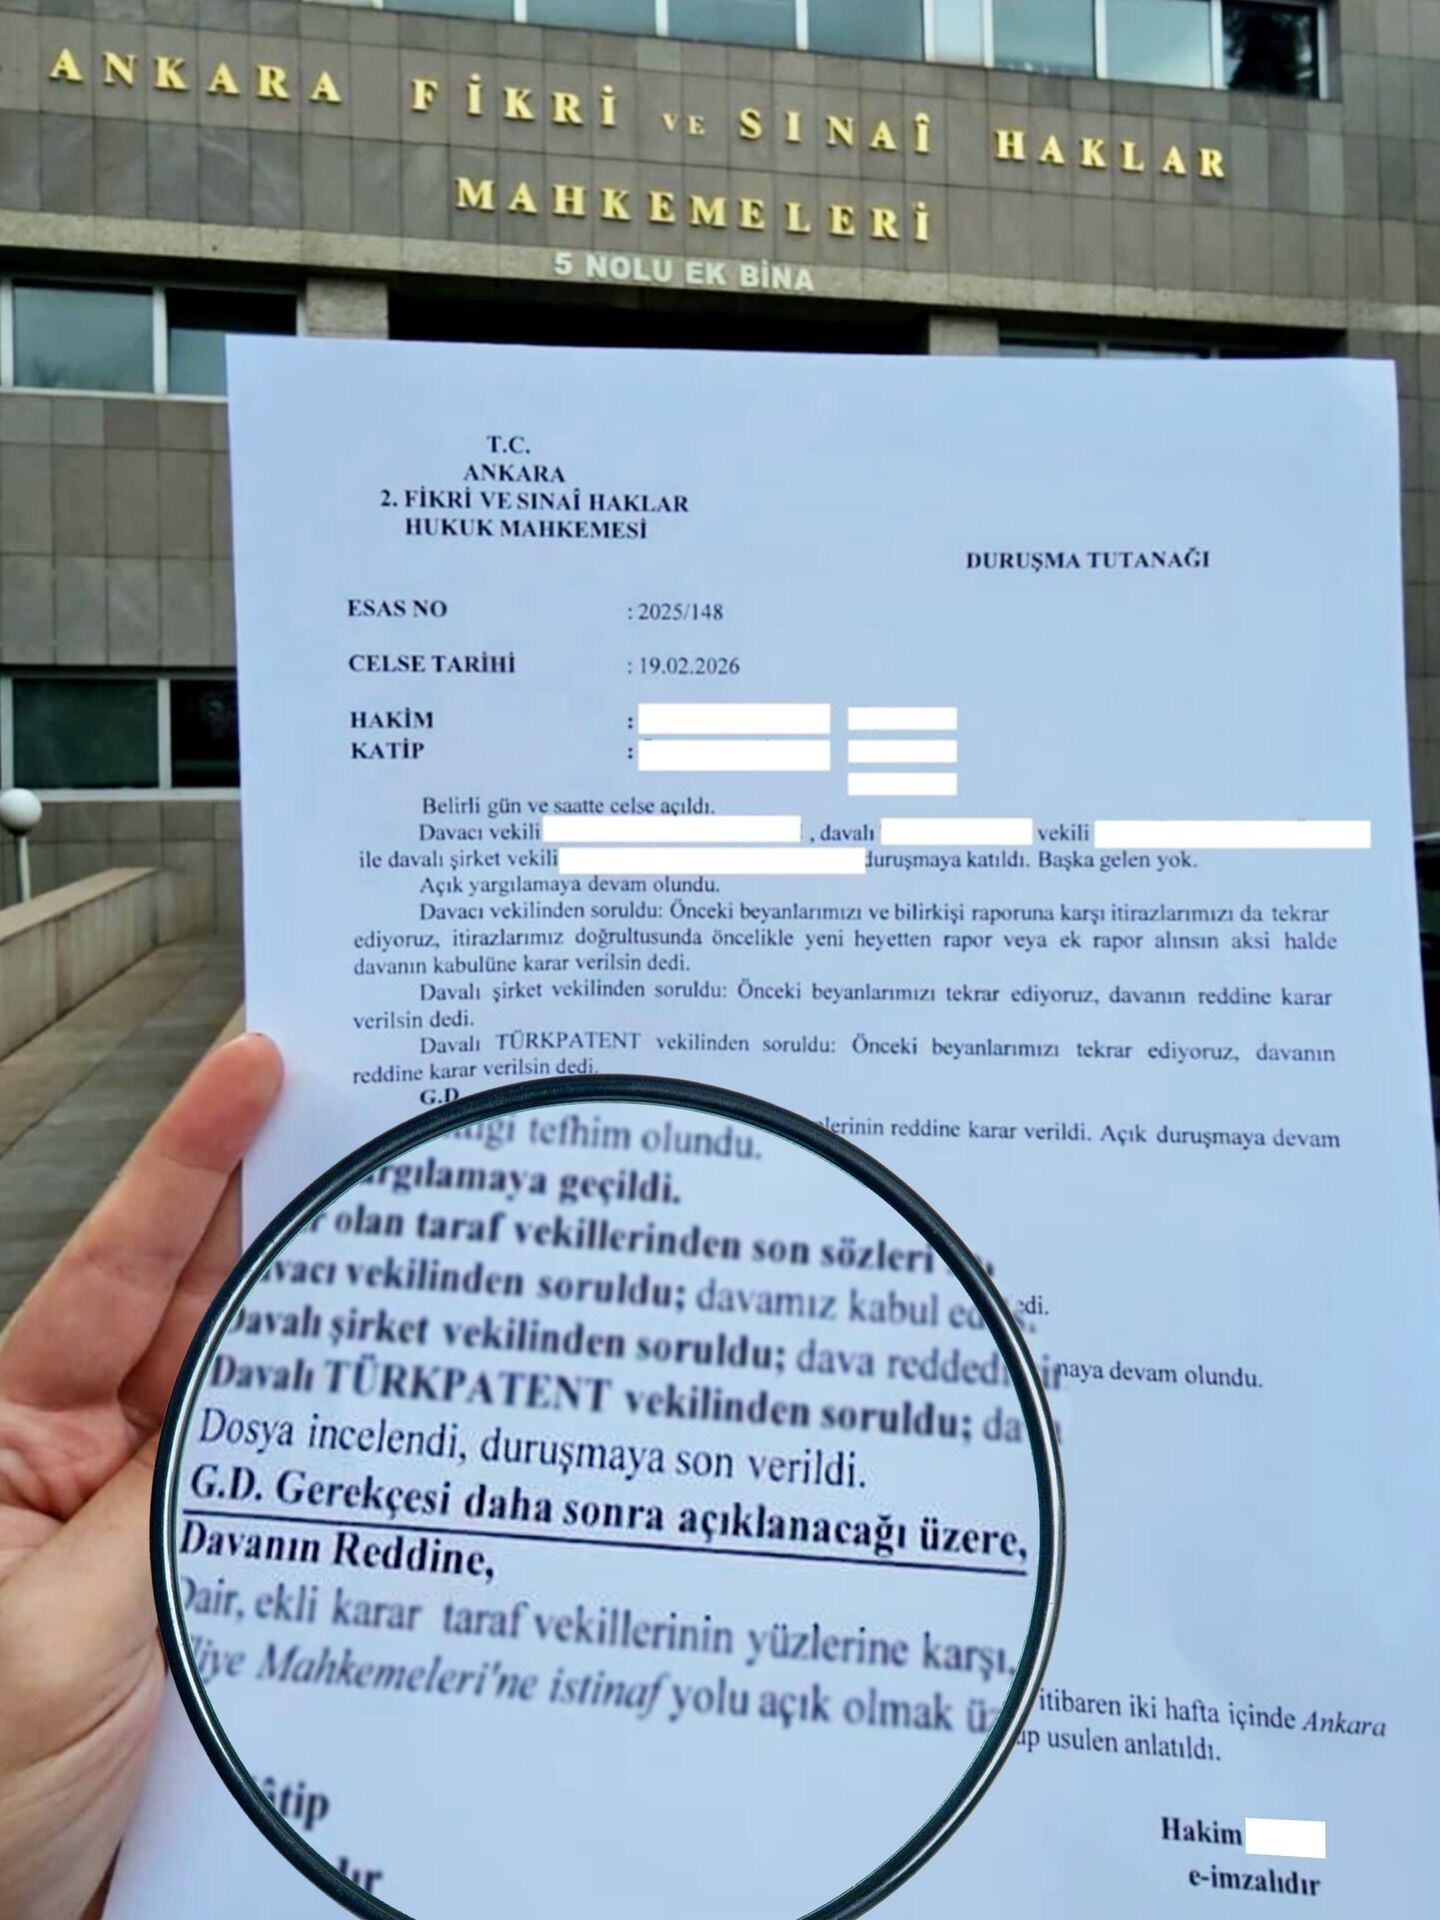 ANKARA FİKRİ VE SINAÎ HAKLAR
MAHKEMELERİ
5 NOLU EK BİNA
T.C.
ANKARA
2. FİKRİ VE SINAÎ HAKLAR
HUKUK MAHKEMESİ
DURUŞMA TUTANAĞI
ESAS NO : 2025/148
CELSE TARİHİ : 19.02.2026
HAKİM :
KATİP :
Belirli gün ve saatte celse açıldı.
Davacı vekili , davalı vekili
ile davalı şirket vekili duruşmaya katıldı. Başka gelen yok.
Açık yargılamaya devam olundu.
Davacı vekilinden soruldu: Önceki beyanlarımızı ve bilirkişi raporuna karşı itirazlarımızı da tekrar
ediyoruz, itirazlarımız doğrultusunda öncelikle yeni heyetten rapor veya ek rapor alınsın aksi halde
davanın kabulüne karar verilsin dedi.
Davalı şirket vekilinden soruldu: Önceki beyanlarımızı tekrar ediyoruz, davanın reddine karar
verilsin dedi.
Davalı TÜRKPATENT vekilinden soruldu: Önceki beyanlarımızı tekrar ediyoruz, davanın
reddine karar verilsin dedi.
G.D.
lerinin reddine karar verildi. Açık duruşmaya devam
tefhim olundu.
argılamaya geçildi.
olan taraf vekillerinden son sözleri
vacı vekilinden soruldu; davamız kabul ed
edi.
Davalı şirket vekilinden soruldu; dava redded
maya devam olundu.
Davalı TÜRKPATENT vekilinden soruldu; da
Dosya incelendi, duruşmaya son verildi.
G.D. Gerekçesi daha sonra açıklanacağı üzere,
Davanın Reddine,
Dair, ekli karar taraf vekillerinin yüzlerine karşı,
itibaren iki hafta içinde Ankara
liye Mahkemeleri'ne istinaf yolu açık olmak üz
up usulen anlatıldı.
âtip
Hakim
e-imzalıdır